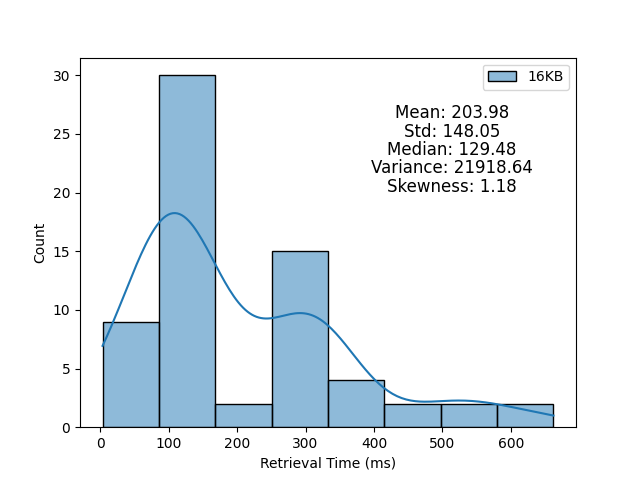 16KB
Mean: 203.98
Std: 148.05
Median: 129.48
Variance: 21918.64
Skewness: 1.18
30
25
20
15
10
5
0
Count
0 100 200 300 400 500 600
Retrieval Time (ms)